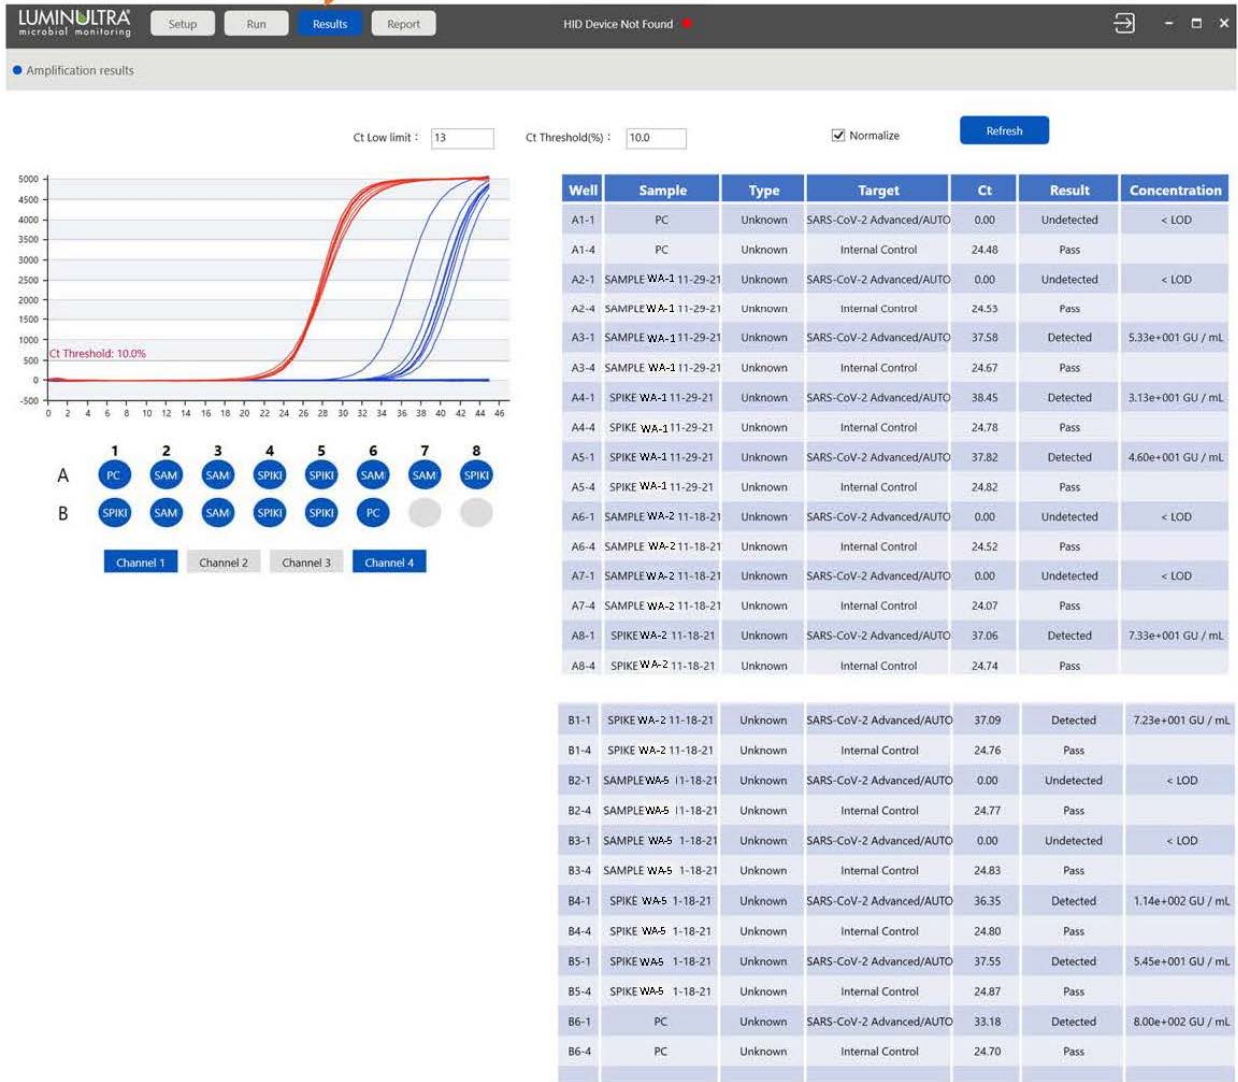 LUMINULTRA
microbial monitoring
Setup Run Results Report HID Device Not Found
Amplification results
Ct Low limit : 13 Ct Threshold(%) : 10.0 Normalize Refresh
5000
4500
4000
3500
3000
2500
2000
1500
1000
Ct Threshold: 10.0%
500
0
-500
0 2 4 6 8 10 12 14 16 18 20 22 24 26 28 30 32 34 36 38 40 42 44 46
1 2 3 4 5 6 7 8
A PC SAM SAM SPIKI SPIKI SAM SAM SPIKI
B SPIKI SAM SAM SPIKI SPIKI PC
Channel 1 Channel 2 Channel 3 Channel 4
Well Sample Type Target Ct Result Concentration
A1-1 PC Unknown SARS-CoV-2 Advanced/AUTO 0.00 Undetected < LOD
A1-4 PC Unknown Internal Control 24.48 Pass
A2-1 SAMPLE WA-1 11-29-21 Unknown SARS-CoV-2 Advanced/AUTO 0.00 Undetected < LOD
A2-4 SAMPLE WA-1 11-29-21 Unknown Internal Control 24.53 Pass
A3-1 SAMPLE WA-1 11-29-21 Unknown SARS-CoV-2 Advanced/AUTO 37.58 Detected 5.33e+001 GU / mL
A3-4 SAMPLE WA-1 11-29-21 Unknown Internal Control 24.67 Pass
A4-1 SPIKE WA-1 11-29-21 Unknown SARS-CoV-2 Advanced/AUTO 38.45 Detected 3.13e+001 GU / mL
A4-4 SPIKE WA-1 11-29-21 Unknown Internal Control 24.78 Pass
A5-1 SPIKE WA-1 11-29-21 Unknown SARS-CoV-2 Advanced/AUTO 37.82 Detected 4.60e+001 GU / mL
A5-4 SPIKE WA-1 11-29-21 Unknown Internal Control 24.82 Pass
A6-1 SAMPLE WA-2 11-18-21 Unknown SARS-CoV-2 Advanced/AUTO 0.00 Undetected < LOD
A6-4 SAMPLE WA-2 11-18-21 Unknown Internal Control 24.52 Pass
A7-1 SAMPLE WA-2 11-18-21 Unknown SARS-CoV-2 Advanced/AUTO 0.00 Undetected < LOD
A7-4 SAMPLE WA-2 11-18-21 Unknown Internal Control 24.07 Pass
A8-1 SPIKE WA-2 11-18-21 Unknown SARS-CoV-2 Advanced/AUTO 37.06 Detected 7.33e+001 GU / mL
A8-4 SPIKE WA-2 11-18-21 Unknown Internal Control 24.74 Pass
B1-1 SPIKE WA-2 11-18-21 Unknown SARS-CoV-2 Advanced/AUTO 37.09 Detected 7.23e+001 GU / mL
B1-4 SPIKE WA-2 11-18-21 Unknown Internal Control 24.76 Pass
B2-1 SAMPLE WA-5 11-18-21 Unknown SARS-CoV-2 Advanced/AUTO 0.00 Undetected < LOD
B2-4 SAMPLE WA-5 11-18-21 Unknown Internal Control 24.77 Pass
B3-1 SAMPLE WA-5 1-18-21 Unknown SARS-CoV-2 Advanced/AUTO 0.00 Undetected < LOD
B3-4 SAMPLE WA-5 1-18-21 Unknown Internal Control 24.83 Pass
B4-1 SPIKE WA-5 1-18-21 Unknown SARS-CoV-2 Advanced/AUTO 36.35 Detected 1.14e+002 GU / mL
B4-4 SPIKE WA-5 1-18-21 Unknown Internal Control 24.80 Pass
B5-1 SPIKE WA-5 1-18-21 Unknown SARS-CoV-2 Advanced/AUTO 37.55 Detected 5.45e+001 GU / mL
B5-4 SPIKE WA-5 1-18-21 Unknown Internal Control 24.87 Pass
B6-1 PC Unknown SARS-CoV-2 Advanced/AUTO 33.18 Detected 8.00e+002 GU / mL
B6-4 PC Unknown Internal Control 24.70 Pass